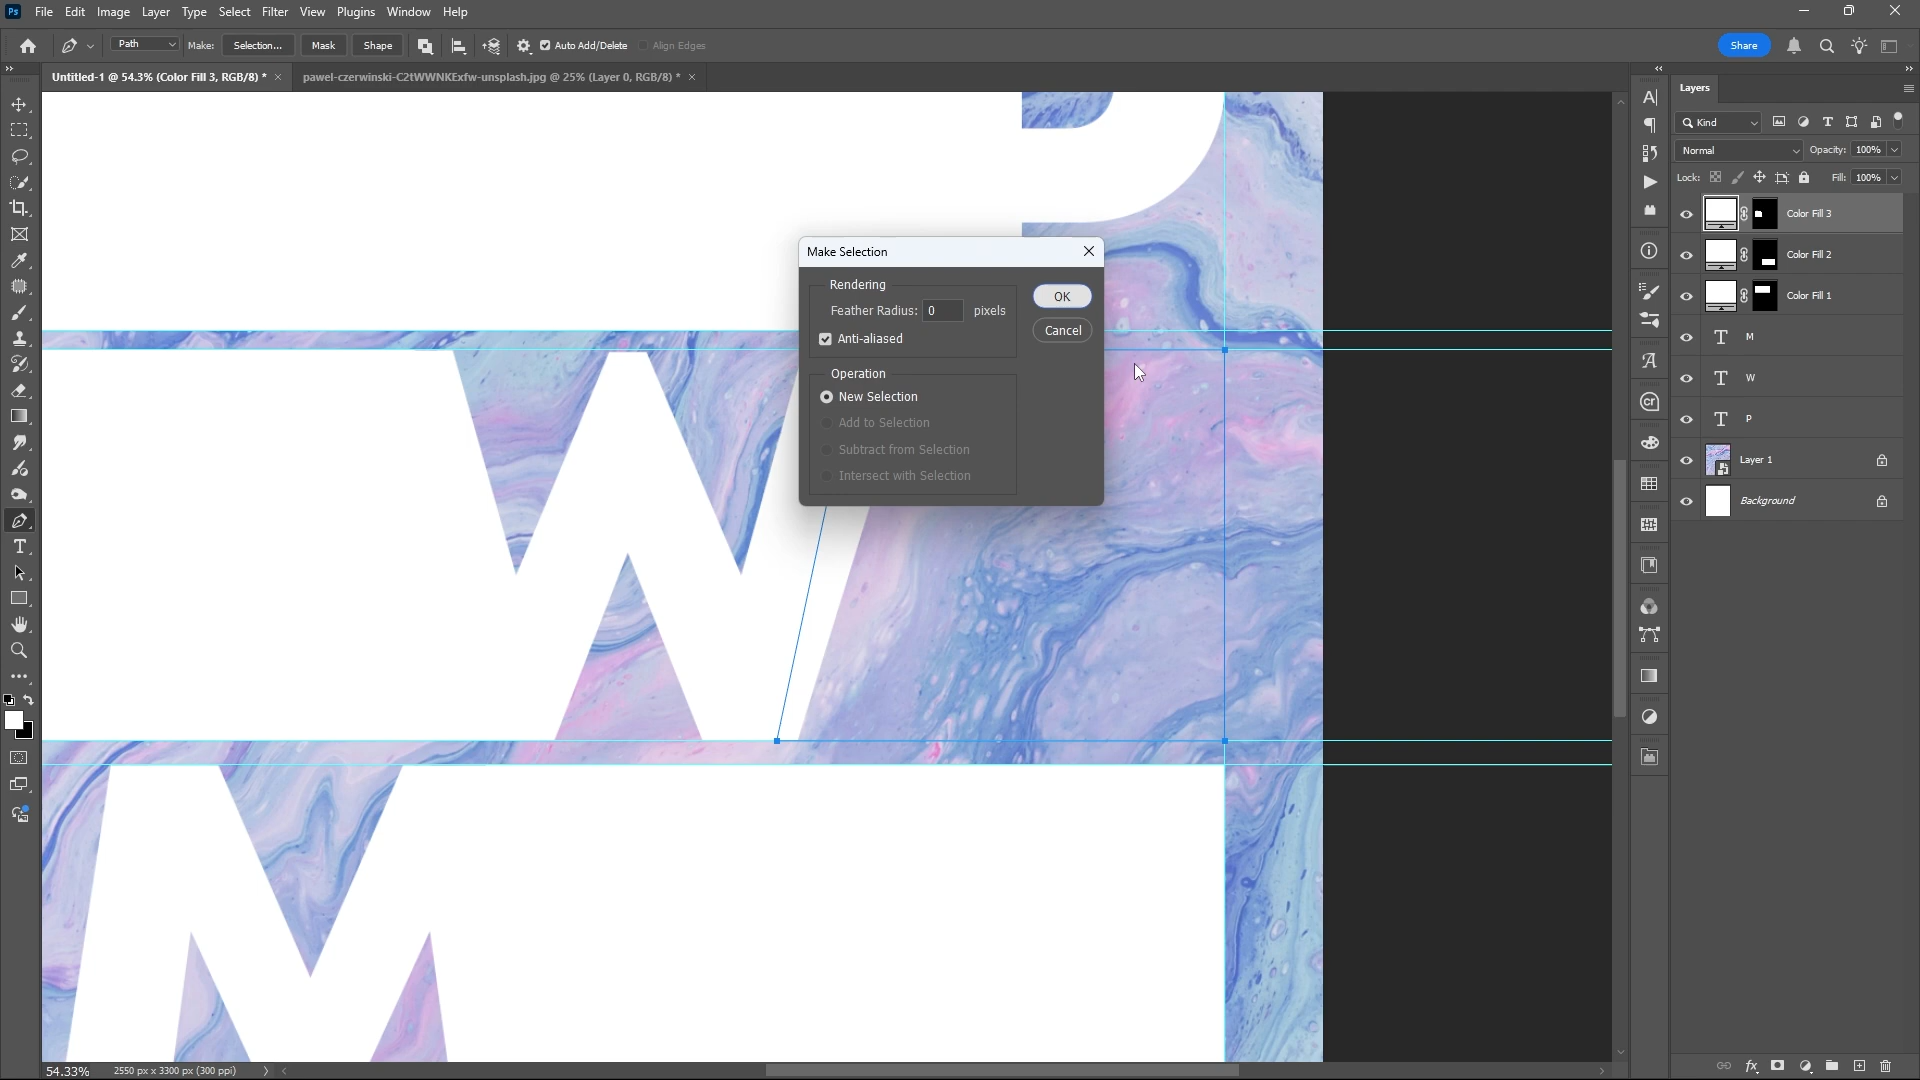 Ps File Edit Image Layer Type Select Filter View Plugins Window Help
Path Make: Selection... Mask Shape Auto Add/Delete Align Edges Share
Untitled-1 @ 54.3% (Color Fill 3, RGB/8) * pawel-czerwinski-C2tWWNKExfw-unsplash.jpg @ 25% (Layer 0, RGB/8) *
Layers
Kind
Normal Opacity: 100%
Lock: Fill: 100%
Color Fill 3
Color Fill 2
Color Fill 1
M
W
P
Layer 1
Background
Make Selection
Rendering
Feather Radius: 0 pixels
Anti-aliased
OK
Cancel
Operation
New Selection
Add to Selection
Subtract from Selection
Intersect with Selection
W
M
54.33% 2550 px x 3300 px (300 ppi)